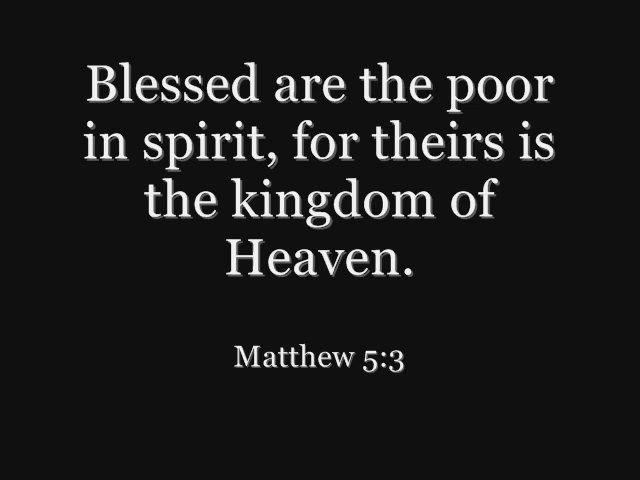 Blessed are the poor
in spirit, for theirs is
the kingdom of
Heaven.
Matthew 5:3